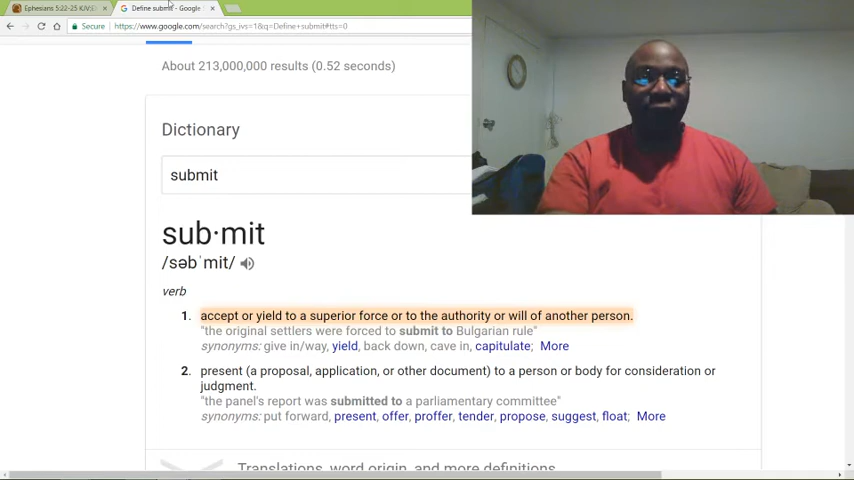 Ephesians 5:22-25 KJV;E
Define submit - Google
Secure
https://www.google.com/search?gs_ivs=1&q=Define+submit#tts=0
About 213,000,000 results (0.52 seconds)
Dictionary
submit
sub·mit
/səbˈmit/
verb
1. accept or yield to a superior force or to the authority or will of another person.
"the original settlers were forced to submit to Bulgarian rule"
synonyms: give in/way, yield, back down, cave in, capitulate; More
2. present (a proposal, application, or other document) to a person or body for consideration or
judgment.
"the panel's report was submitted to a parliamentary committee"
synonyms: put forward, present, offer, proffer, tender, propose, suggest, float; More
Translations, word origin, and more definitions